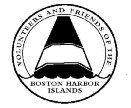 VOLUNTEERS AND FRIENDS OF THE
BOSTON HARBOR
ISLANDS